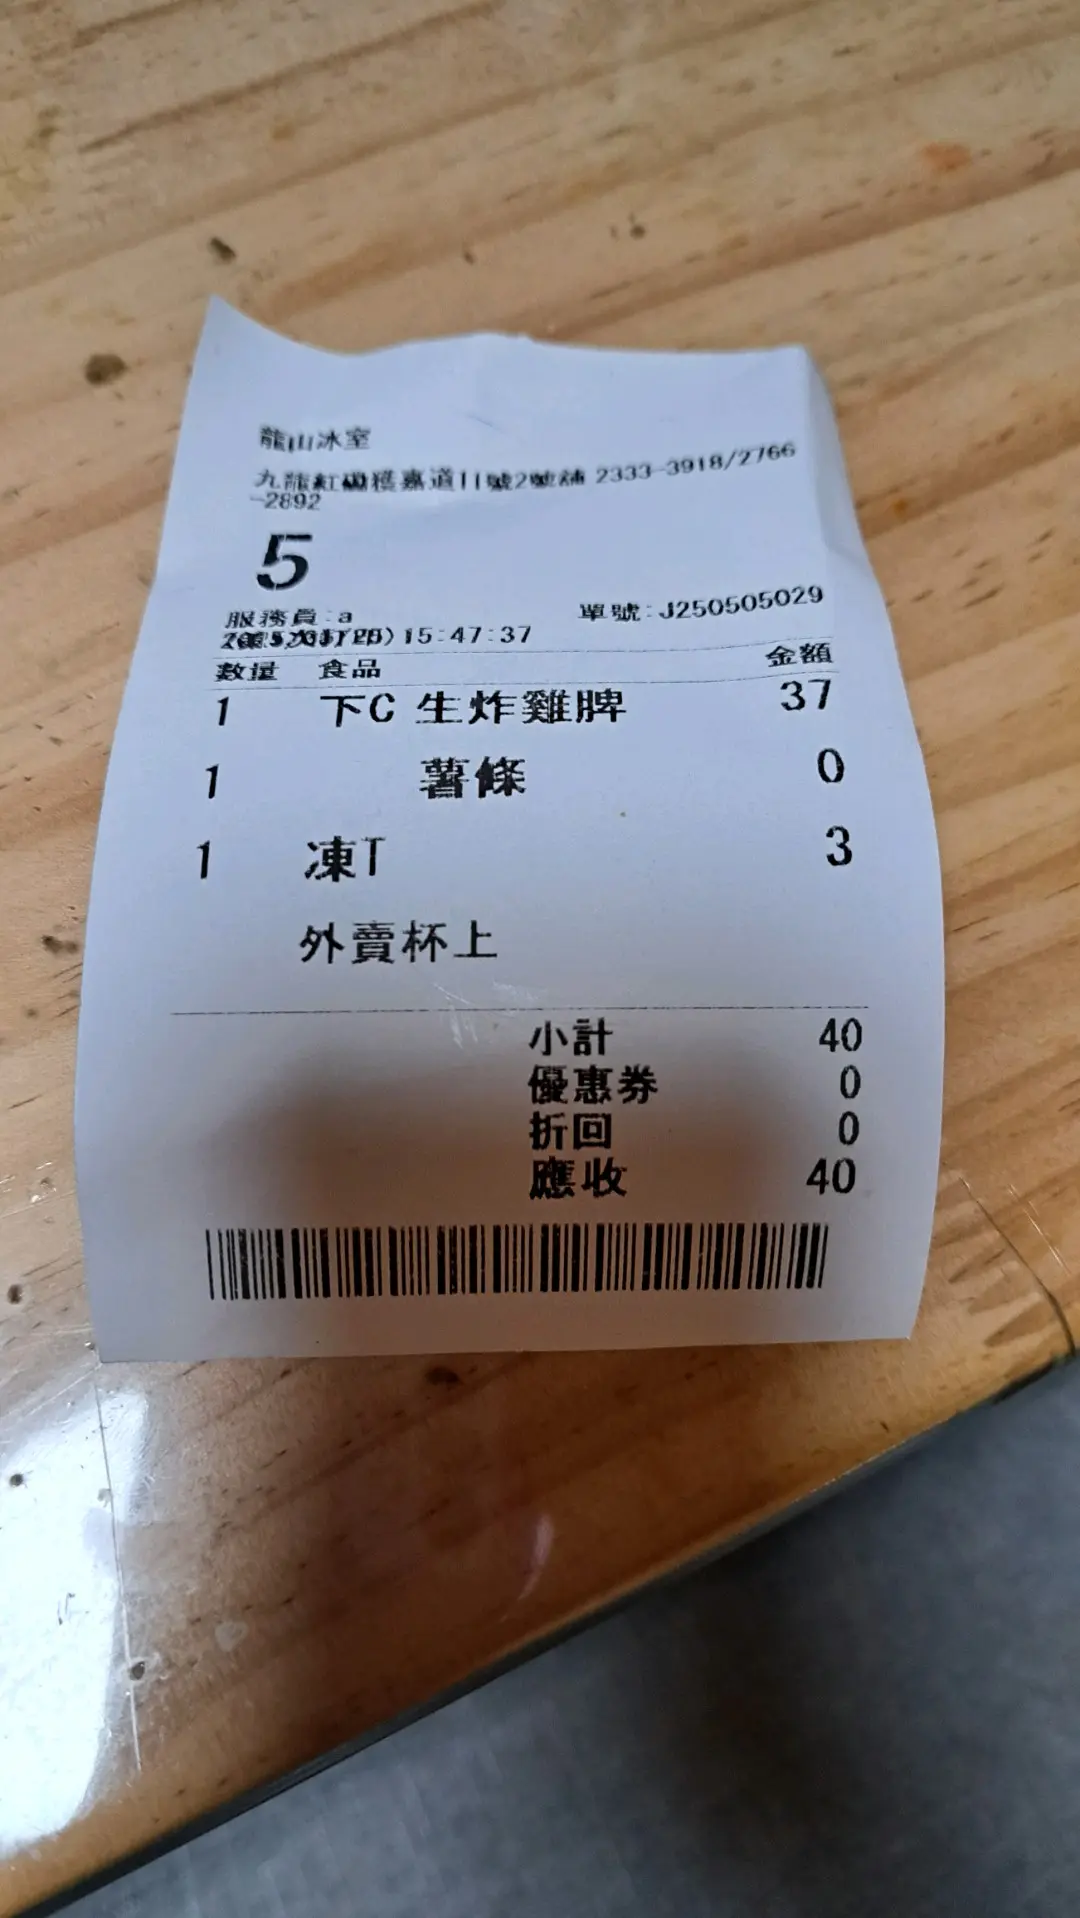 龍山冰室
九龍紅磡獲嘉道11號2號舖 2333-3918/2766
-2892
5
服務員:a 單號:J250505029
15:47:37
數量 食品 金額
1 下C 生炸雞脾 37
1 薯條 0
1 凍T 3
外賣杯上
小計 40
優惠券 0
折回 0
應收 40